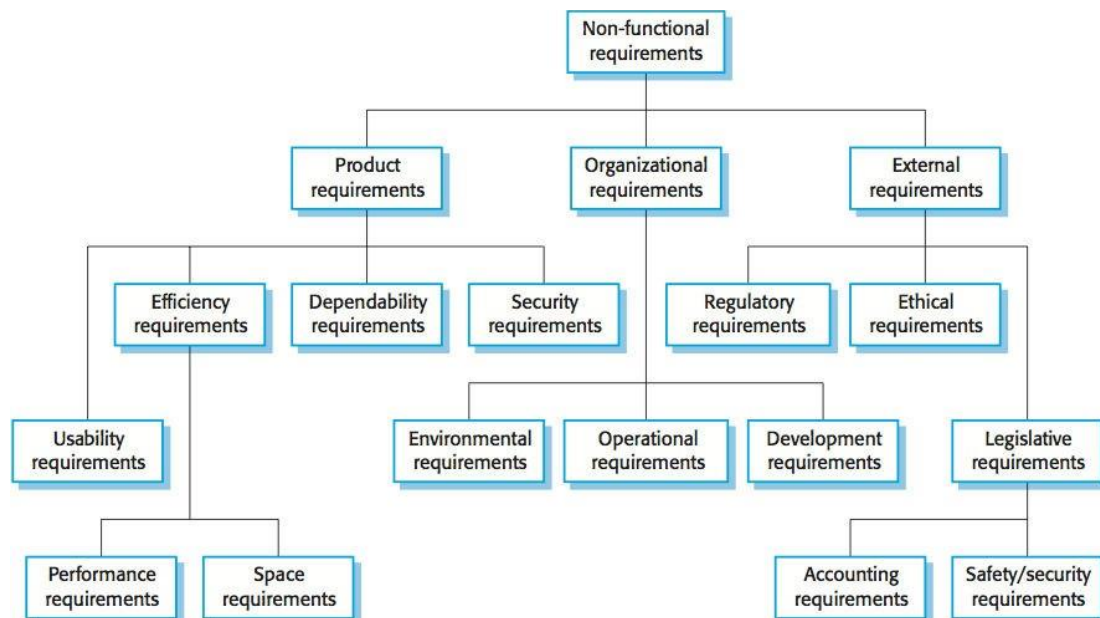 Non-functional
requirements
Product
requirements
Organizational
requirements
External
requirements
Efficiency
requirements
Dependability
requirements
Security
requirements
Regulatory
requirements
Ethical
requirements
Usability
requirements
Environmental
requirements
Operational
requirements
Development
requirements
Legislative
requirements
Performance
requirements
Space
requirements
Accounting
requirements
Safety/security
requirements